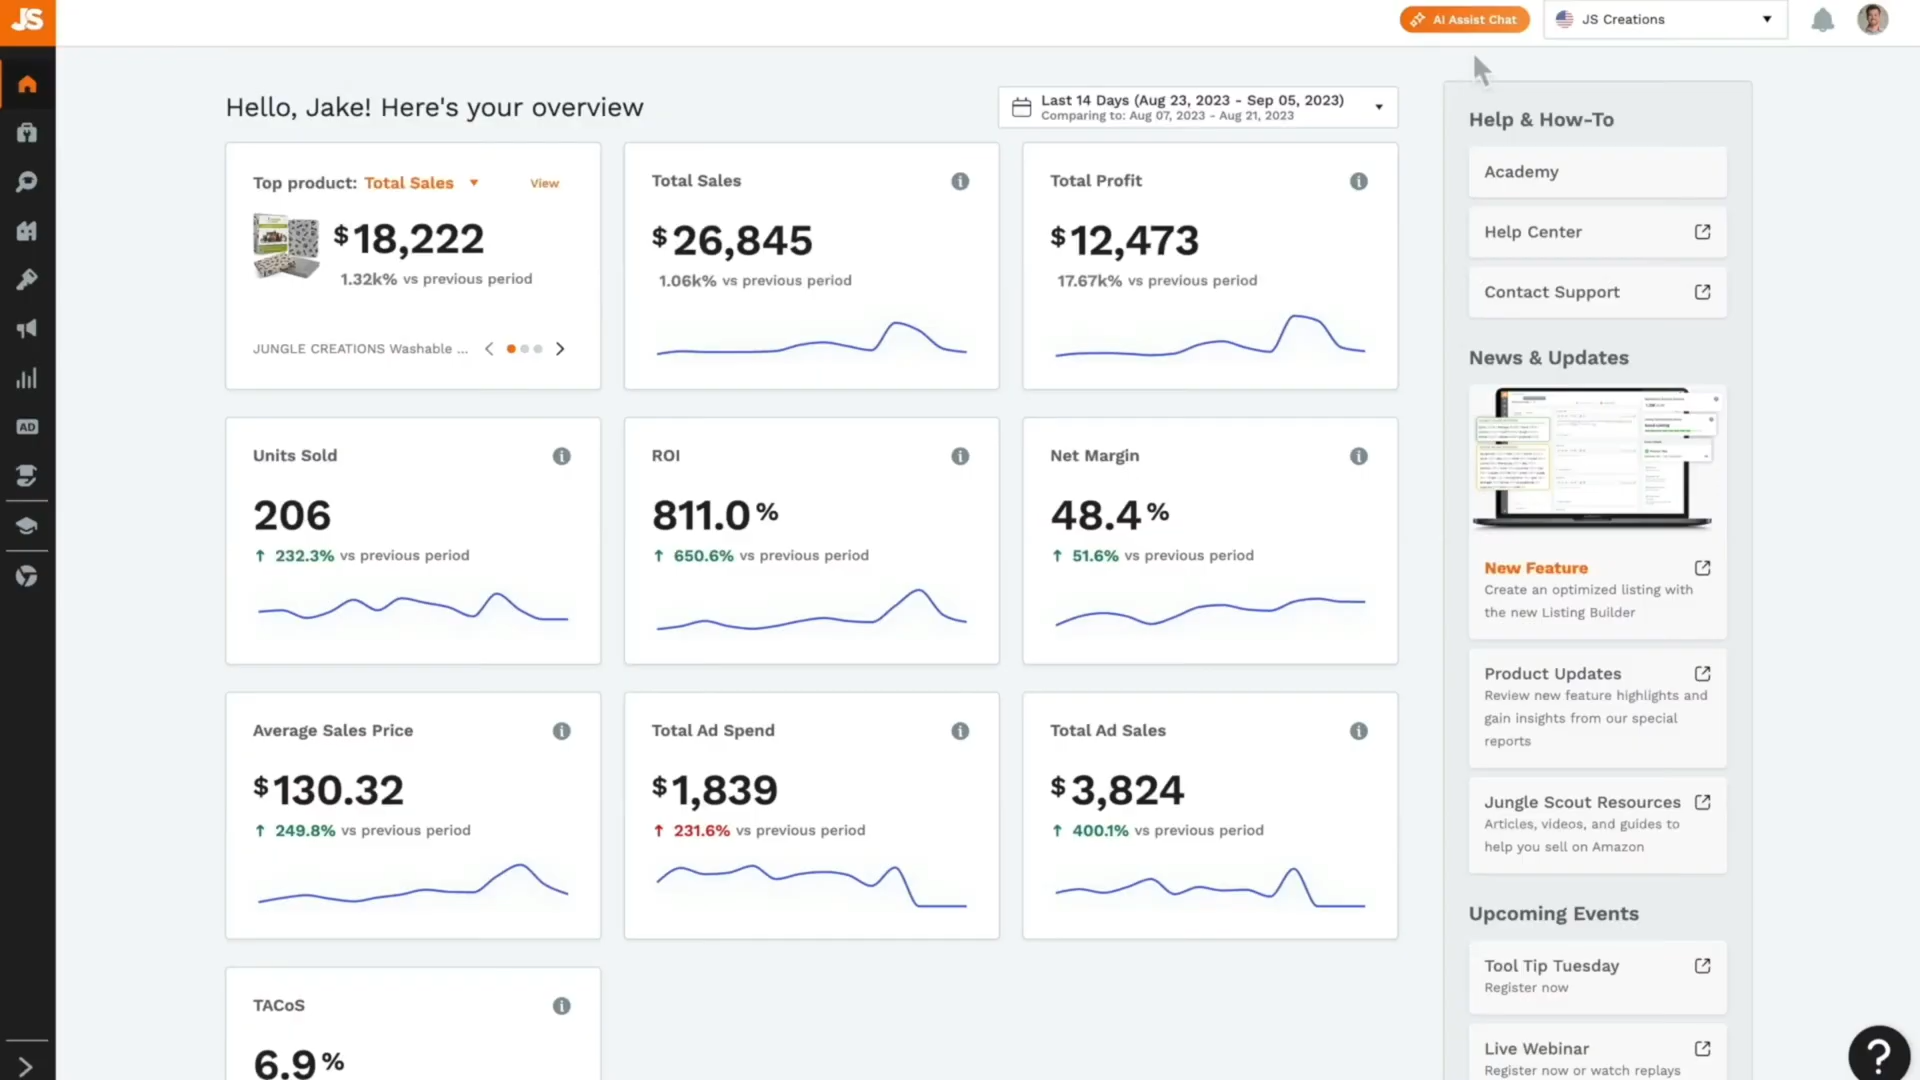 JS
AI Assist Chat
JS Creations
Hello, Jake! Here's your overview
Last 14 Days (Aug 23, 2023 - Sep 05, 2023)
Comparing to: Aug 07, 2023 - Aug 21, 2023
Top product: Total Sales
View
$18,222
1.32k% vs previous period
JUNGLE CREATIONS Washable ...
Total Sales
$26,845
1.06k% vs previous period
Total Profit
$12,473
17.67k% vs previous period
Units Sold
206
232.3% vs previous period
ROI
811.0%
650.6% vs previous period
Net Margin
48.4%
51.6% vs previous period
Average Sales Price
$130.32
249.8% vs previous period
Total Ad Spend
$1,839
231.6% vs previous period
Total Ad Sales
$3,824
400.1% vs previous period
TACoS
6.9%
AD
Help & How-To
Academy
Help Center
Contact Support
News & Updates
New Feature
Create an optimized listing with
the new Listing Builder
Product Updates
Review new feature highlights and
gain insights from our special
reports
Jungle Scout Resources
Articles, videos, and guides to
help you sell on Amazon
Upcoming Events
Tool Tip Tuesday
Register now
Live Webinar
Register now or watch replays
?